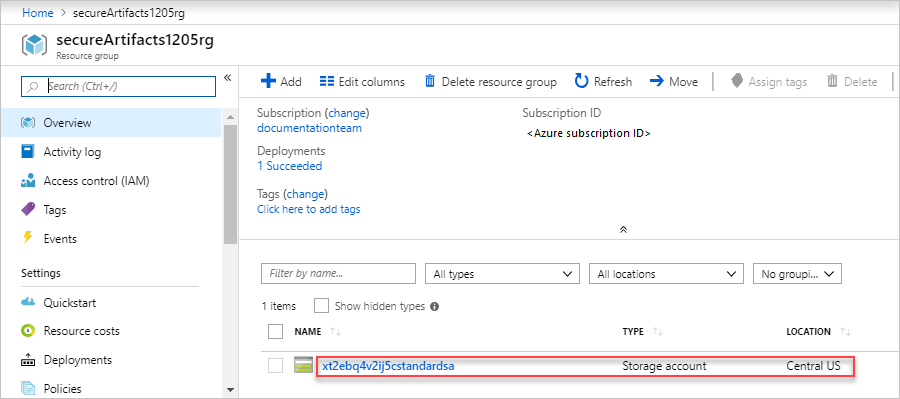 Home > secureArtifacts1205rg
secureArtifacts1205rg
Resource group
Search (Ctrl+/)
Overview
Activity log
Access control (IAM)
Tags
Events
Settings
Quickstart
Resource costs
Deployments
Policies
Add Edit columns Delete resource group Refresh Move Assign tags Delete
Subscription (change)
documentationteam
Subscription ID
<Azure subscription ID>
Deployments
1 Succeeded
Tags (change)
Click here to add tags
Filter by name... All types All locations No groupi...
1 items Show hidden types
NAME TYPE LOCATION
xt2ebq4v2ij5cstandardsa Storage account Central US